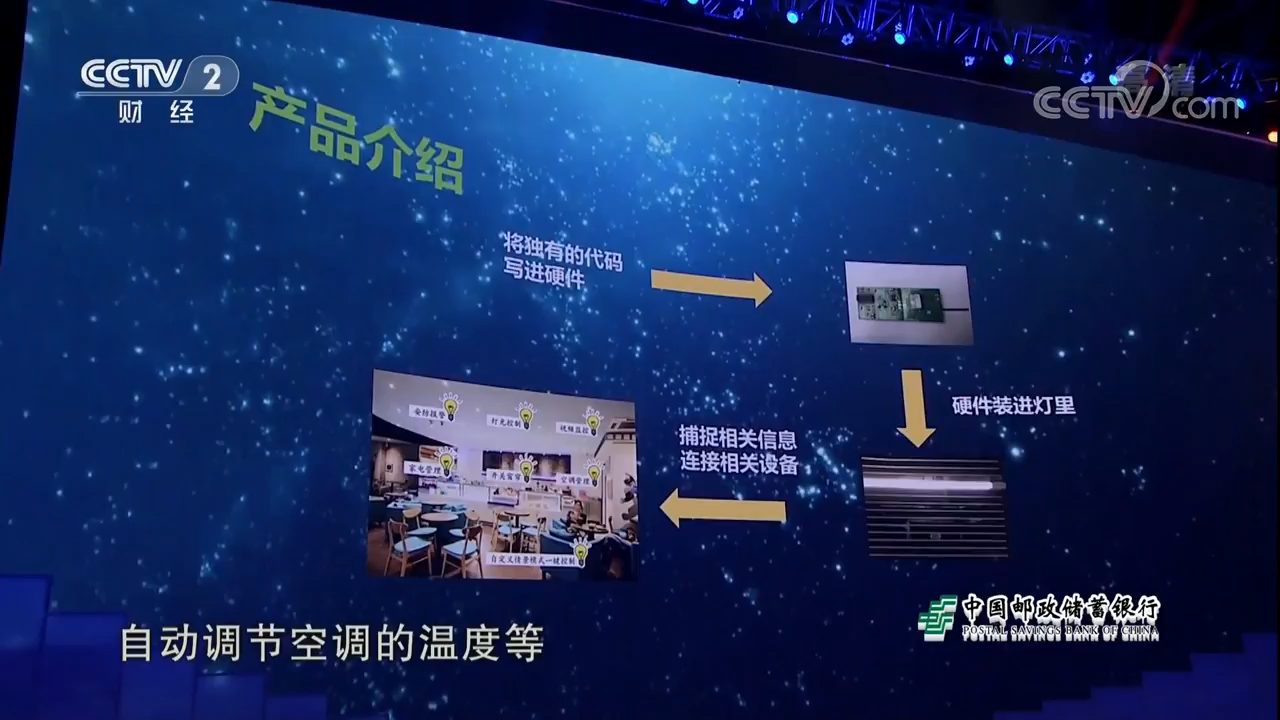 CCTV 2
财经
高清
CCTV.com
产品介绍
将独有的代码
写进硬件
硬件装进灯里
捕捉相关信息
连接相关设备
安防报警
灯光控制
视频监控
家电管理
开关窗帘
空调管理
自定义情景模式一键控制
中国邮政储蓄银行
POSTAL SAVINGS BANK OF CHINA
自动调节空调的温度等